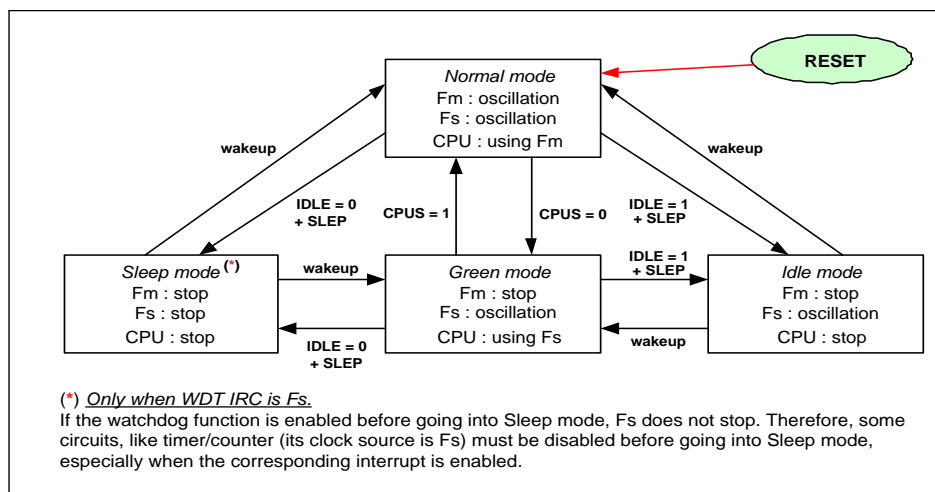 RESET
Normal mode
Fm : oscillation
Fs : oscillation
CPU : using Fm
wakeup
wakeup
IDLE = 0
+ SLEP
CPUS = 1
CPUS = 0
IDLE = 1
+ SLEP
Sleep mode (*)
Fm : stop
Fs : stop
CPU : stop
wakeup
IDLE = 0
+ SLEP
Green mode
Fm : stop
Fs : oscillation
CPU : using Fs
IDLE = 1
+ SLEP
wakeup
Idle mode
Fm : stop
Fs : oscillation
CPU : stop
(*) Only when WDT IRC is Fs.
If the watchdog function is enabled before going into Sleep mode, Fs does not stop. Therefore, some
circuits, like timer/counter (its clock source is Fs) must be disabled before going into Sleep mode,
especially when the corresponding interrupt is enabled.